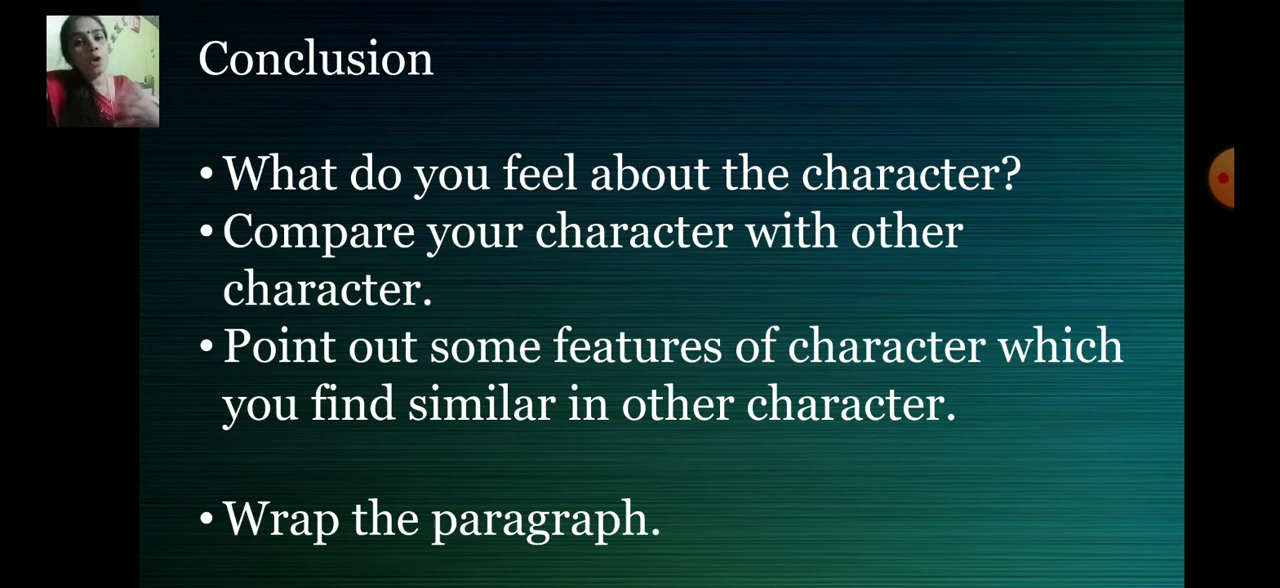 Conclusion
• What do you feel about the character?
• Compare your character with other
character.
• Point out some features of character which
you find similar in other character.
• Wrap the paragraph.